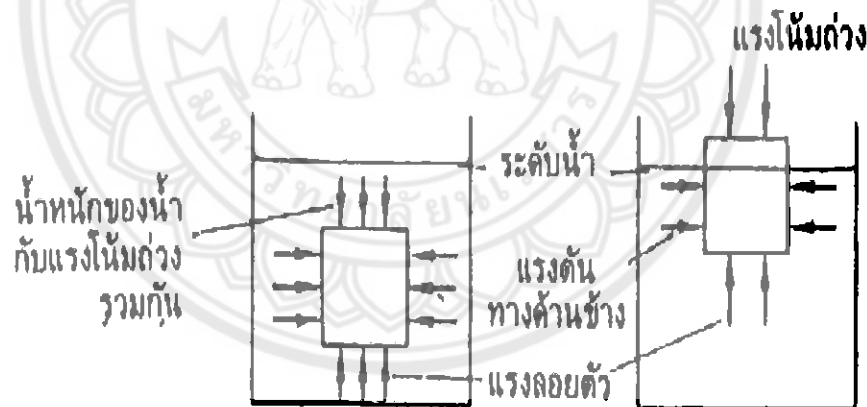 แรงโน้มถ่วง
ระดับน้ำ
น้ำหนักของน้ำ
กับแรงโน้มถ่วง
รวมกัน
แรงดัน
ทางด้านข้าง
แรงลอยตัว